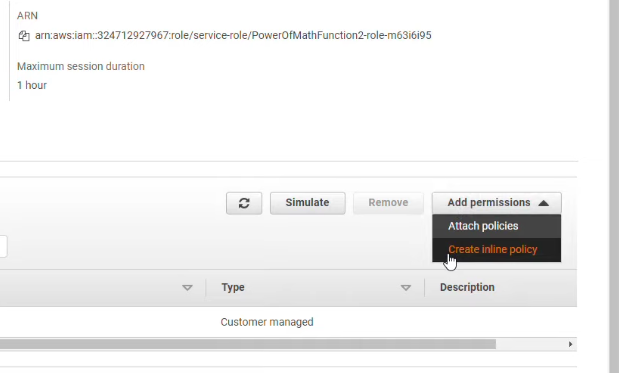 ARN
arn:aws:iam::324712927967:role/service-role/PowerOfMathFunction2-role-m63i6i95
Maximum session duration
1 hour
Simulate
Remove
Add permissions
Attach policies
Create inline policy
Type
Description
Customer managed